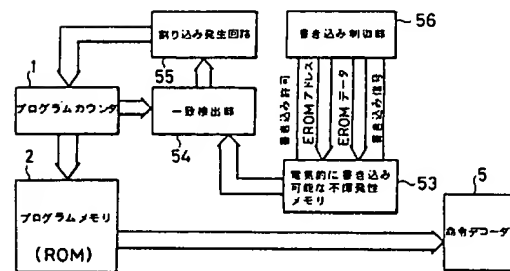 割り込み発生回路
55
書き込み制御部
56
1
プログラムカウンタ
一致検出部
54
書き込み許可
EROMアドレス
EROMデータ
書き込み信号
電気的に書き込み
可能な不揮発性
メモリ
53
2
プログラムメモリ
(ROM)
5
命令デコーダ